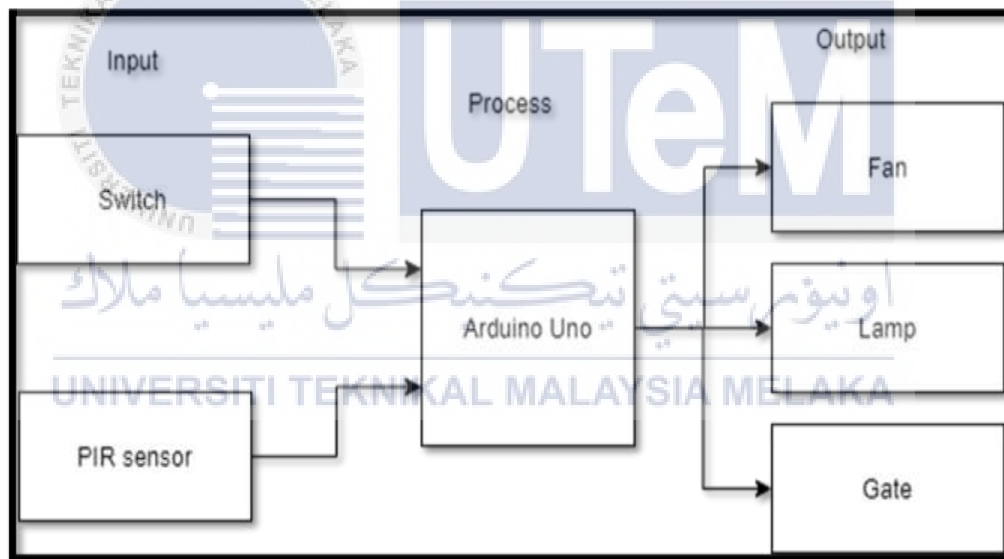 Input
Process
Output
Switch
PIR sensor
Arduino Uno
Fan
Lamp
Gate
UTeM
اونيۏرسيتي تيكنيكل مليسيا ملاك
UNIVERSITI TEKNIKAL MALAYSIA MELAKA